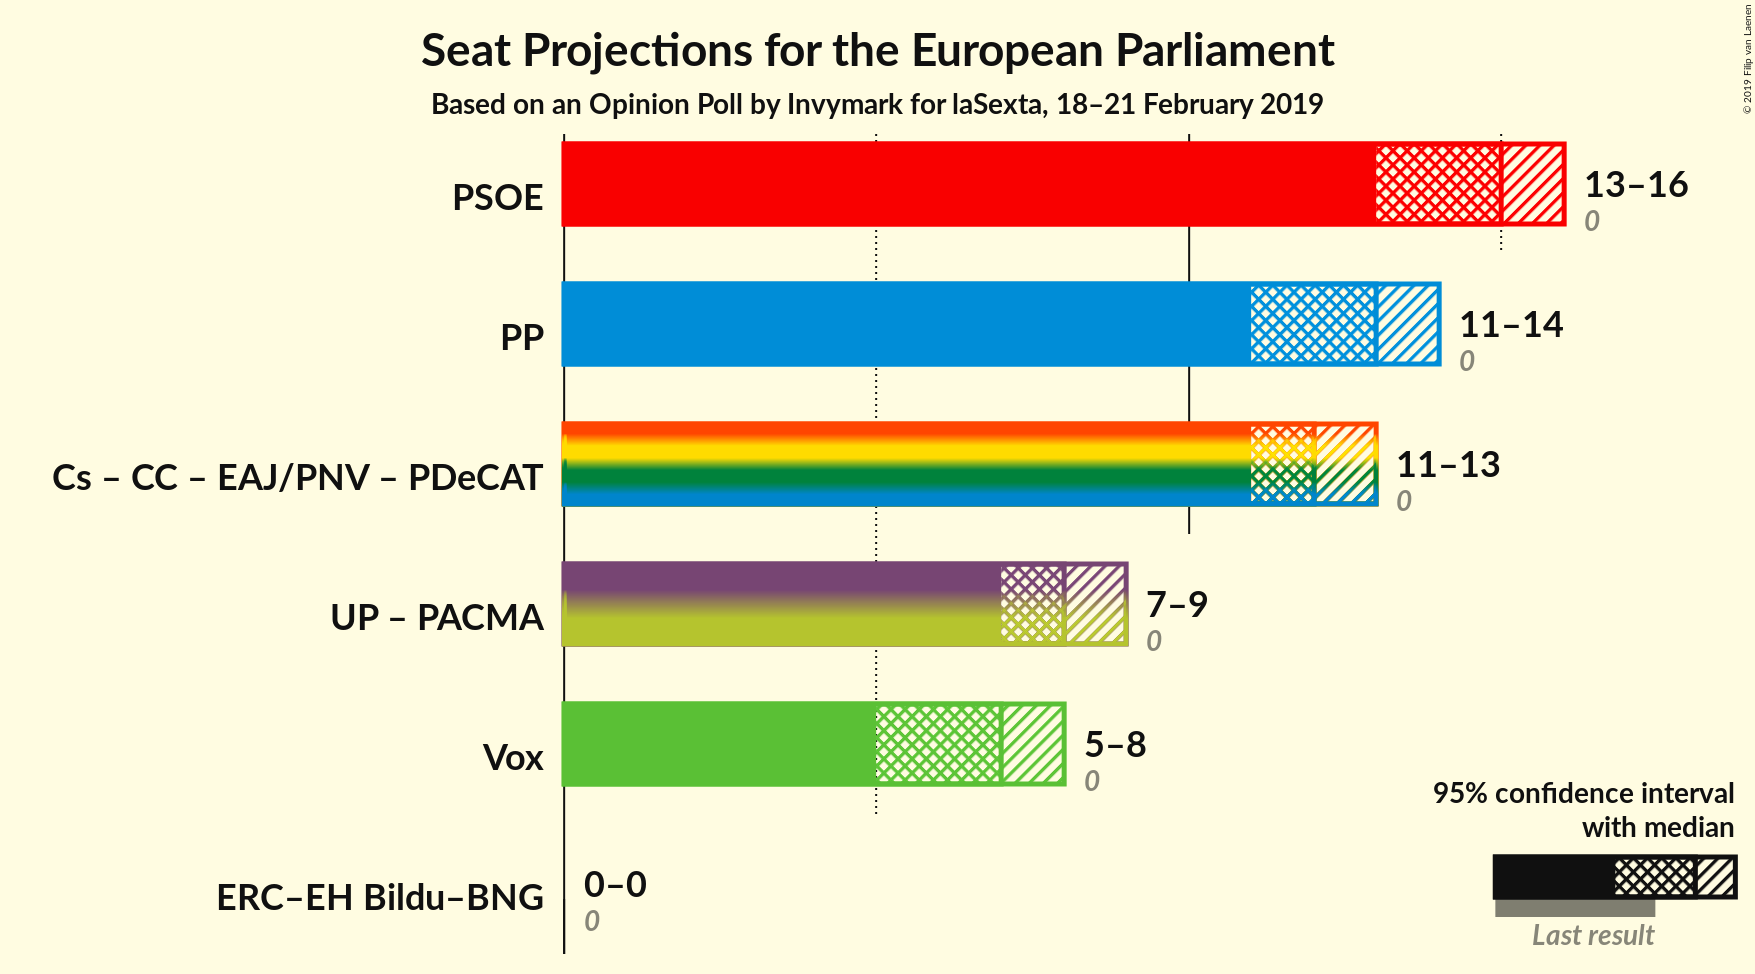 Seat Projections for the European Parliament
Based on an Opinion Poll by Invymark for laSexta, 18–21 February 2019
© 2019 Filip van Laenen
PSOE
13–16
0
PP
11–14
0
Cs – CC – EAJ/PNV – PDeCAT
11–13
0
UP – PACMA
7–9
0
Vox
5–8
0
ERC–EH Bildu–BNG
0–0
0
95% confidence interval
with median
Last result